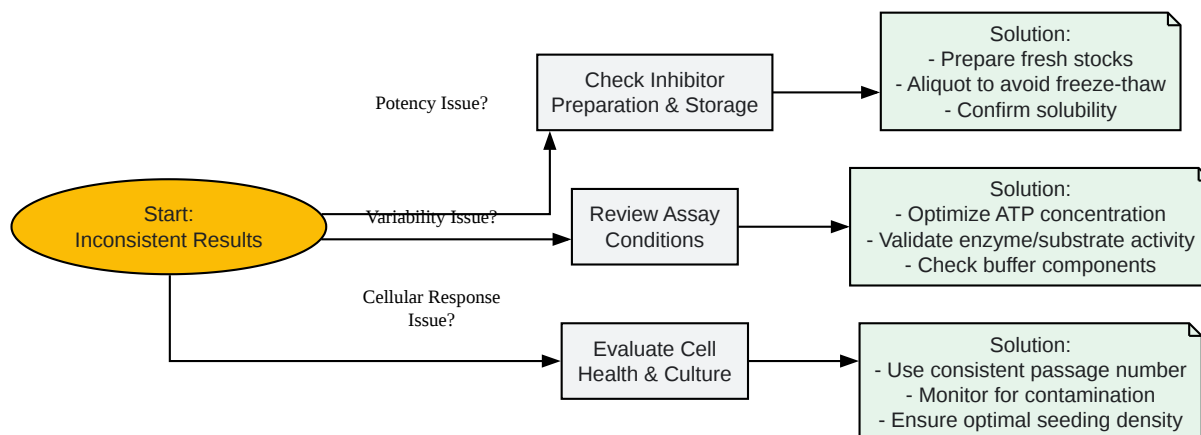 Start:
Inconsistent Results
Potency Issue?
Check Inhibitor
Preparation & Storage
Solution:
- Prepare fresh stocks
- Aliquot to avoid freeze-thaw
- Confirm solubility
Variability Issue?
Review Assay
Conditions
Solution:
- Optimize ATP concentration
- Validate enzyme/substrate activity
- Check buffer components
Cellular Response
Issue?
Evaluate Cell
Health & Culture
Solution:
- Use consistent passage number
- Monitor for contamination
- Ensure optimal seeding density